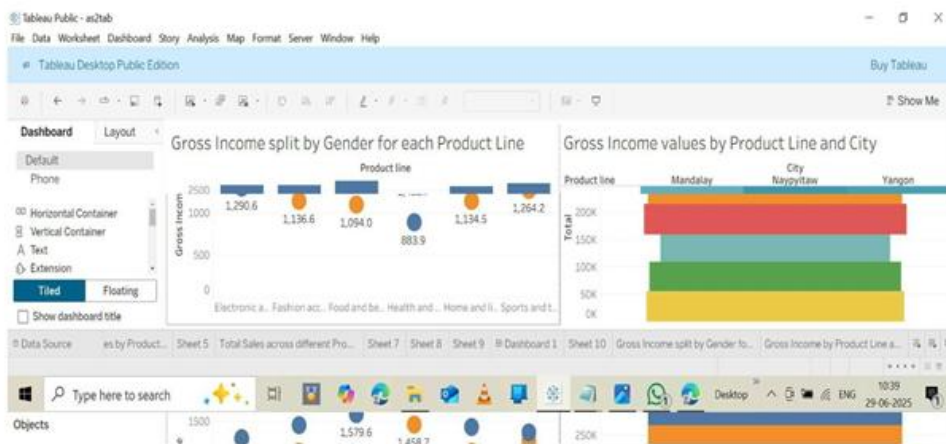 Tableau Public - as2tab
File Data Worksheet Dashboard Story Analysis Map Format Server Window Help
Tableau Desktop Public Edition
Buy Tableau
Show Me
Dashboard Layout
Default
Phone
Horizontal Container
Vertical Container
Text
Extension
Tiled Floating
Show dashboard title
Gross Income split by Gender for each Product Line
Product line
Gross Incom
2500
1000
500
0
1,290.6
1,136.6
1,094.0
883.9
1,134.5
1,264.2
Electronic a.. Fashion acc.. Food and be.. Health and .. Home and li.. Sports and t..
Gross Income values by Product Line and City
City
Product line Mandalay Naypyitaw Yangon
Total
200K
150K
100K
50K
0K
Data Source es by Product... Sheet 5 Total Sales across different Pro... Sheet 7 Sheet 8 Sheet 9 Dashboard 1 Sheet 10 Gross Income split by Gender fo... Gross Income by Product Line a...
Type here to search
Desktop
ENG
10:39
29-06-2025
Objects
1500
1,579.6
1,458.7
250K